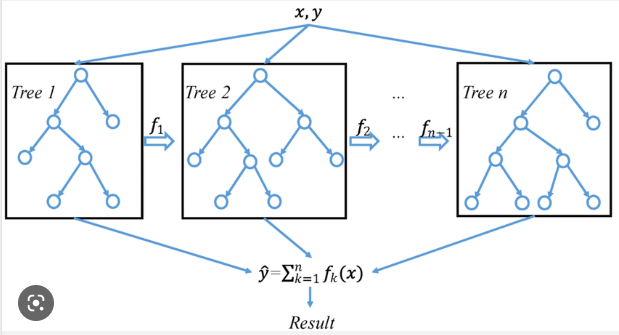 x, y
Tree 1
f₁
Tree 2
f₂
...
...
fₙ₋₁
Tree n
ŷ=∑ⁿₖ₌₁ fₖ(x)
Result